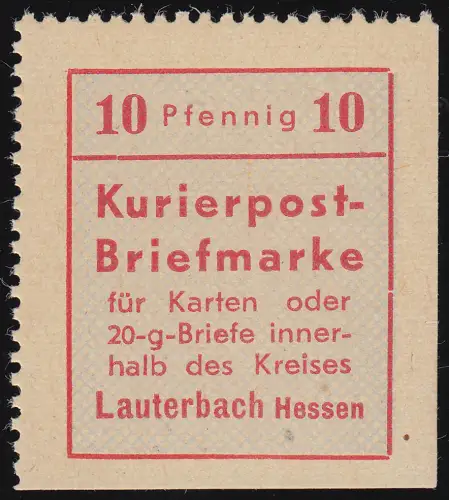 10 Pfennig 10
Kurierpost-
Briefmarke
für Karten oder
20-g-Briefe inner-
halb des Kreises
Lauterbach Hessen